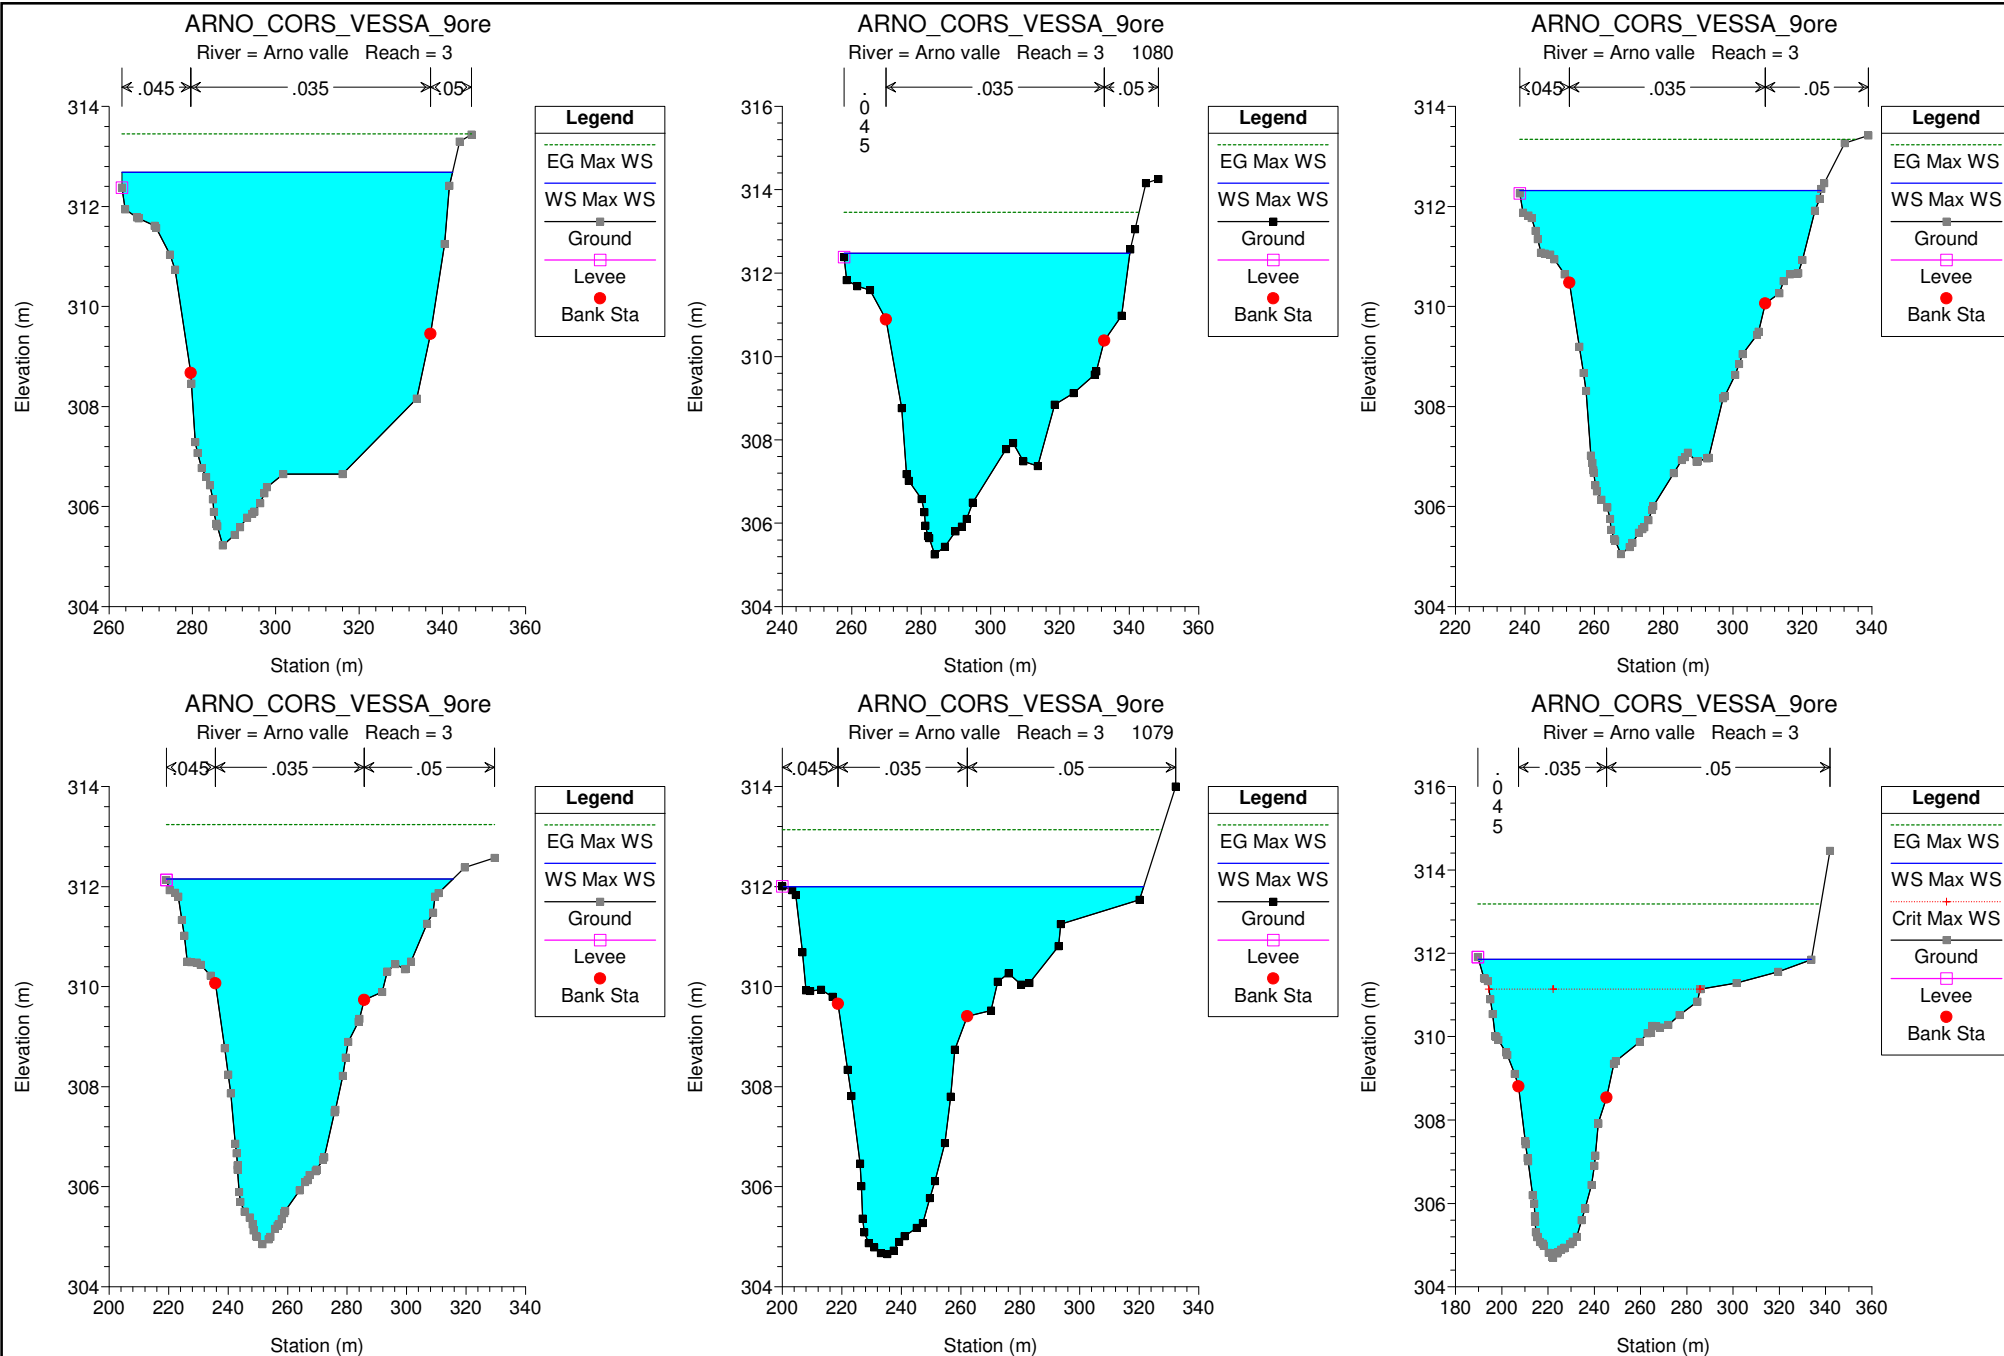 ARNO_CORS_VESSA_9ore
River = Arno valle Reach = 3
.045
.035
.05
314
312
310
308
306
304
260
280
300
320
340
360
Elevation (m)
Station (m)
Legend
EG Max WS
WS Max WS
Ground
Levee
Bank Sta
ARNO_CORS_VESSA_9ore
River = Arno valle Reach = 3 1080
.
0
4
5
.035
.05
316
314
312
310
308
306
304
240
260
280
300
320
340
360
Elevation (m)
Station (m)
Legend
EG Max WS
WS Max WS
Ground
Levee
Bank Sta
ARNO_CORS_VESSA_9ore
River = Arno valle Reach = 3
.045
.035
.05
314
312
310
308
306
304
220
240
260
280
300
320
340
Elevation (m)
Station (m)
Legend
EG Max WS
WS Max WS
Ground
Levee
Bank Sta
ARNO_CORS_VESSA_9ore
River = Arno valle Reach = 3
.045
.035
.05
314
312
310
308
306
304
200
220
240
260
280
300
320
340
Elevation (m)
Station (m)
Legend
EG Max WS
WS Max WS
Ground
Levee
Bank Sta
ARNO_CORS_VESSA_9ore
River = Arno valle Reach = 3 1079
.045
.035
.05
314
312
310
308
306
304
200
220
240
260
280
300
320
340
Elevation (m)
Station (m)
Legend
EG Max WS
WS Max WS
Ground
Levee
Bank Sta
ARNO_CORS_VESSA_9ore
River = Arno valle Reach = 3
.
0
4
5
.035
.05
316
314
312
310
308
306
304
180
200
220
240
260
280
300
320
340
360
Elevation (m)
Station (m)
Legend
EG Max WS
WS Max WS
Crit Max WS
Ground
Levee
Bank Sta